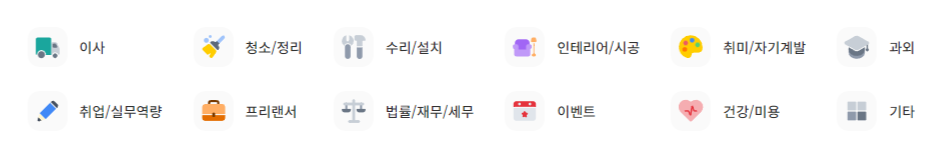 이사 청소/정리 수리/설치 인테리어/시공 취미/자기계발 과외
취업/실무역량 프리랜서 법률/재무/세무 이벤트 건강/미용 기타